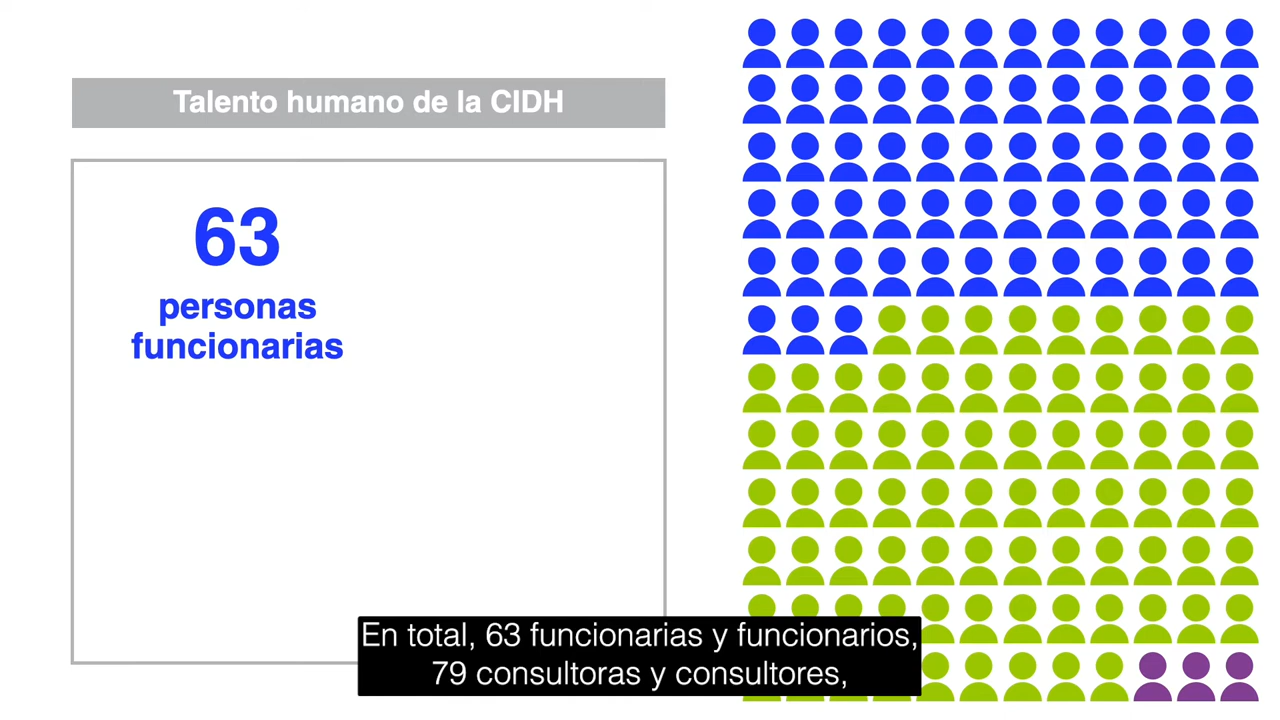 Talento humano de la CIDH
63
personas
funcionarias
En total, 63 funcionarias y funcionarios,
79 consultoras y consultores,